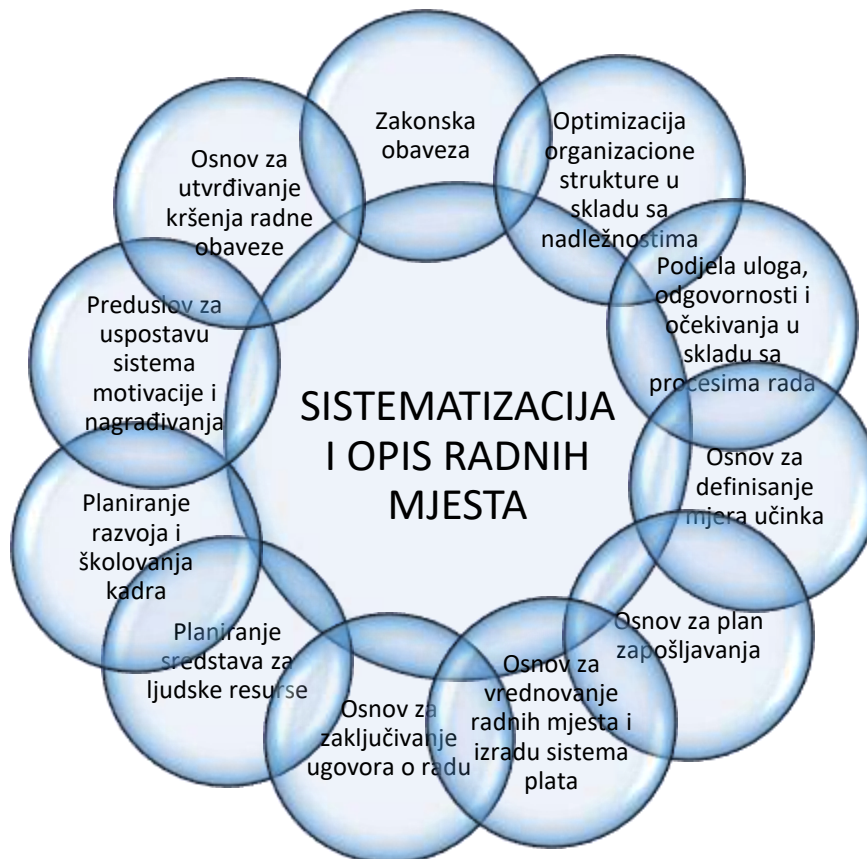 Zakonska
obaveza
Optimizacija
organizacione
strukture u
skladu sa
nadležnostima
Podjela uloga,
odgovornosti i
očekivanja u
skladu sa
procesima rada
Osnov za
definisanje
mjera učinka
Osnov za plan
zapošljavanja
Osnov za
vrednovanje
radnih mjesta i
izradu sistema
plata
Osnov za
zaključivanje
ugovora o radu
Planiranje
sredstava za
ljudske resurse
Planiranje
razvoja i
školovanja
kadra
Preduslov za
uspostavu
sistema
motivacije i
nagrađivanja
Osnov za
utvrđivanje
kršenja radne
obaveze
SISTEMATIZACIJA
I OPIS RADNIH
MJESTA